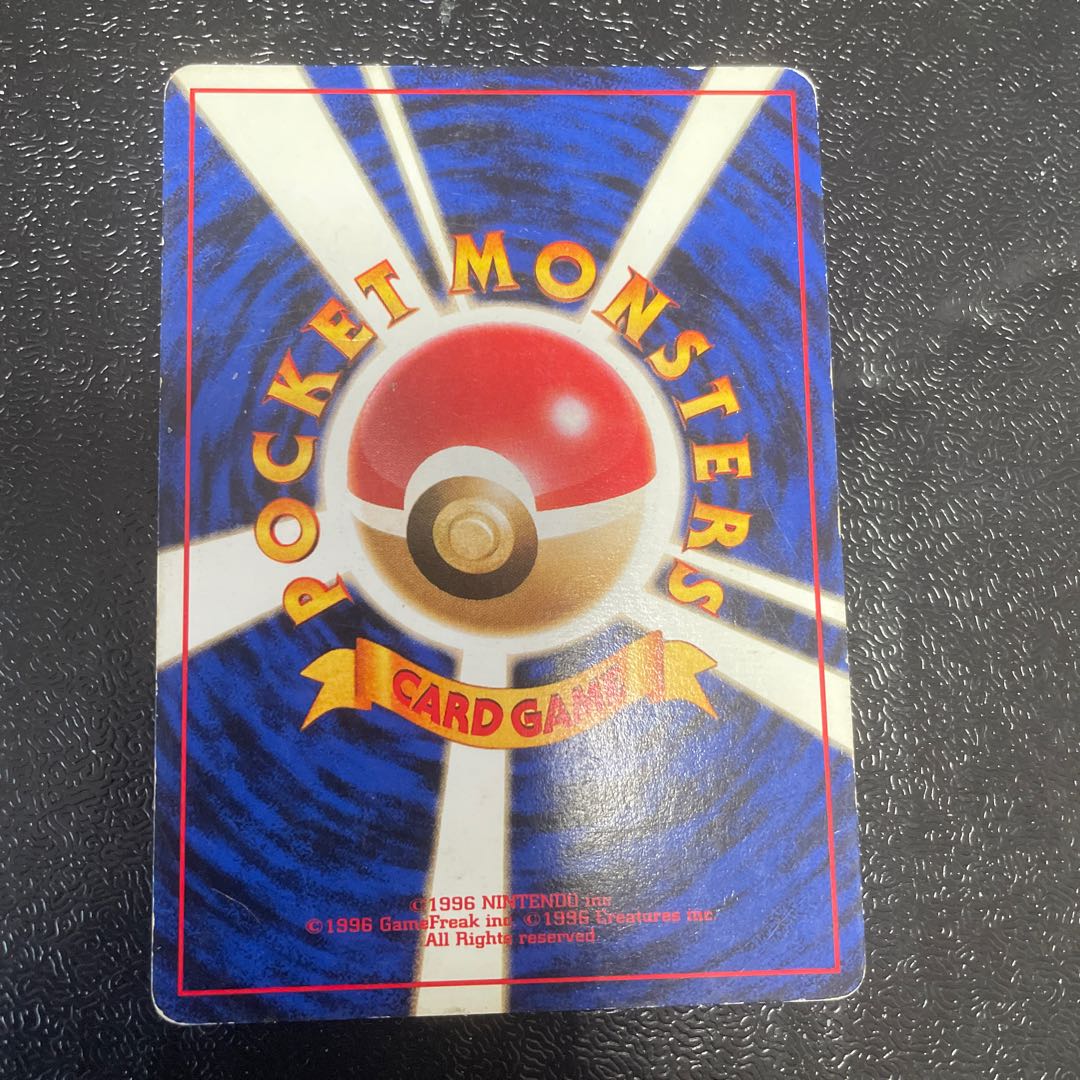 POCKET MONSTERS
CARD GAME
©1996 NINTENDO inc
©1996 GameFreak inc ©1996 Creatures inc
All Rights reserved.